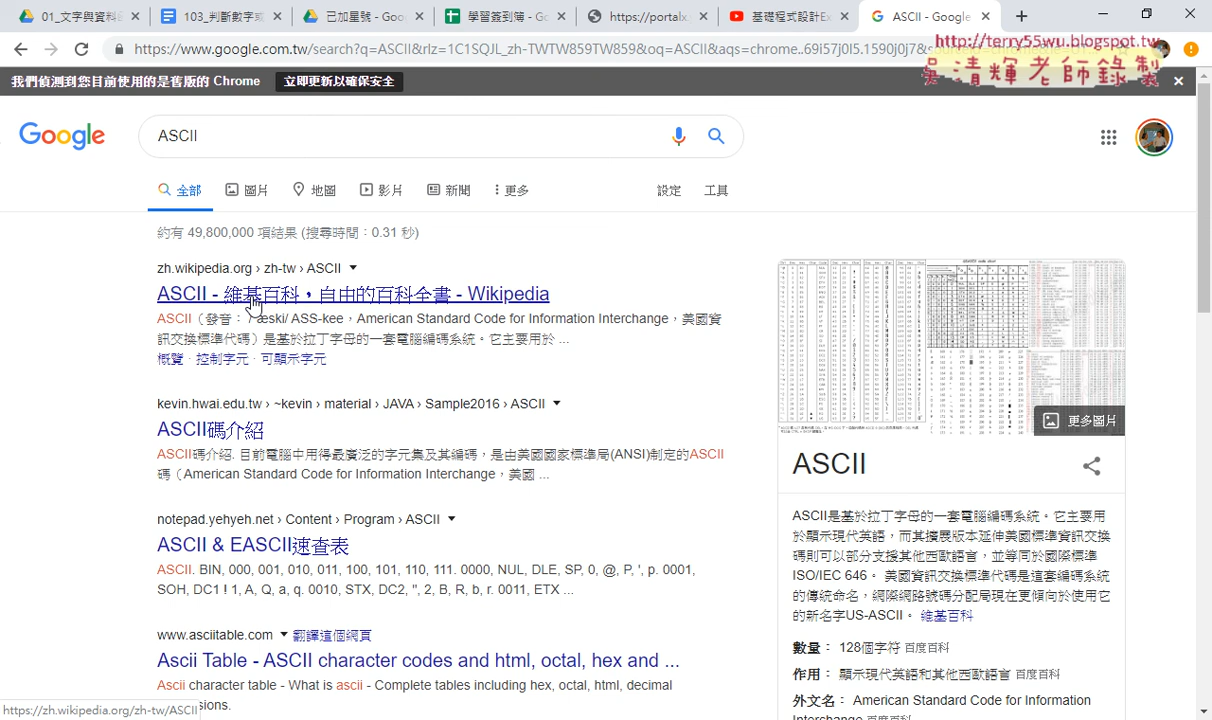 01_文字與資料
103_判斷數字或
已加星號 - Goo
學習簽到簿 - Go
https://portalx
基礎程式設計Ex
ASCII - Google
https://www.google.com.tw/search?q=ASCII&rlz=1C1SQJL_zh-TWTW859TW859&oq=ASCII&aqs=chrome..69i57j0l5.1590j0j7&
http://terry55wu.blogspot.tw
吳清輝老師錄製
我們偵測到您目前使用的是舊版的 Chrome
立即更新以確保安全
Google
ASCII
全部
圖片
地圖
影片
新聞
更多
設定
工具
約有 49,800,000 項結果 (搜尋時間：0.31 秒)
zh.wikipedia.org › zh-tw › ASCII
ASCII - 維基百科，自由的百科全書 - Wikipedia
ASCII（發音： /ˈæski/ ASS-kee，American Standard Code for Information Interchange，美國資
訊交換標準代碼）是基於拉丁字母的一套電腦編碼系統。它主要用於 ...
概覽 · 控制字元 · 可顯示字元
kevin.hwai.edu.tw › ~kevin › material › JAVA › Sample2016 › ASCII
ASCII碼介紹
ASCII碼介紹. 目前電腦中用得最廣泛的字元集及其編碼，是由美國國家標準局(ANSI)制定的ASCII
碼（American Standard Code for Information Interchange，美國 ...
notepad.yehyeh.net › Content › Program › ASCII
ASCII & EASCII速查表
ASCII. BIN, 000, 001, 010, 011, 100, 101, 110, 111. 0000, NUL, DLE, SP, 0, @, P, ', p. 0001,
SOH, DC1 ! 1, A, Q, a, q. 0010, STX, DC2, ", 2, B, R, b, r. 0011, ETX ...
www.asciitable.com
翻譯這個網頁
Ascii Table - ASCII character codes and html, octal, hex and ...
Ascii character table - What is ascii - Complete tables including hex, octal, html, decimal
sions.
更多圖片
ASCII
ASCII是基於拉丁字母的一套電腦編碼系統。它主要用
於顯示現代英語，而其擴展版本延伸美國標準資訊交換
碼則可以部分支援其他西歐語言，並等同於國際標準
ISO/IEC 646。 美國資訊交換標準代碼是這套編碼系統
的傳統命名，網際網路號碼分配局現在更傾向於使用它
的新名字US-ASCII。 維基百科
數量： 128個字符 百度百科
作用： 顯示現代英語和其他西歐語言 百度百科
外文名： American Standard Code for Information
Interchange 百度百科
https://zh.wikipedia.org/zh-tw/ASCII